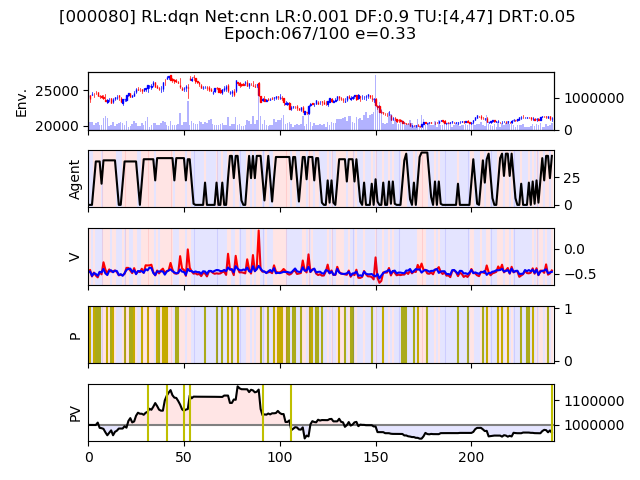 [000080] RL:dqn Net:cnn LR:0.001 DF:0.9 TU:[4,47] DRT:0.05
Epoch:067/100 e=0.33
Env.
25000
20000
1000000
0
Agent
25
0
V
0.0
−0.5
P
1
0
PV
1100000
1000000
0 50 100 150 200